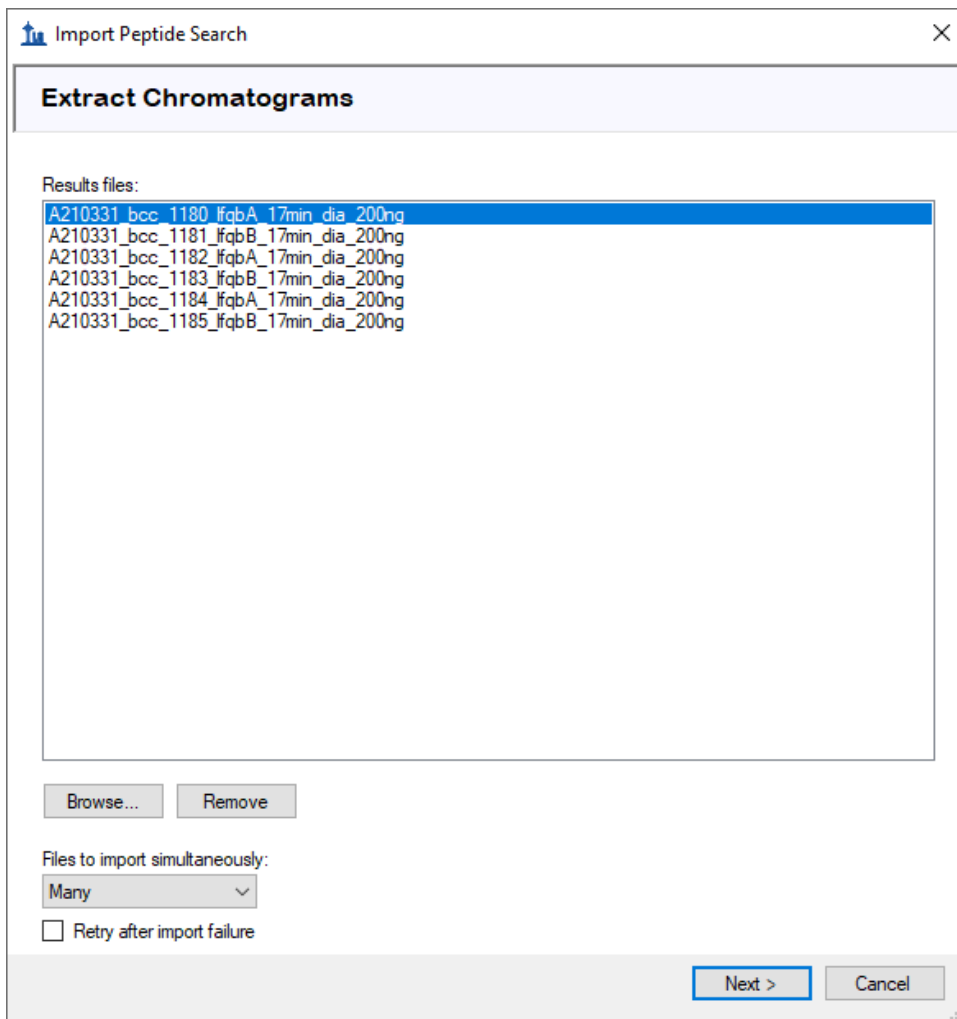 Import Peptide Search
Extract Chromatograms
Results files:
A210331_bcc_1180_lfqbA_17min_dia_200ng
A210331_bcc_1181_lfqbB_17min_dia_200ng
A210331_bcc_1182_lfqbA_17min_dia_200ng
A210331_bcc_1183_lfqbB_17min_dia_200ng
A210331_bcc_1184_lfqbA_17min_dia_200ng
A210331_bcc_1185_lfqbB_17min_dia_200ng
Browse... Remove
Files to import simultaneously:
Many
Retry after import failure
Next > Cancel